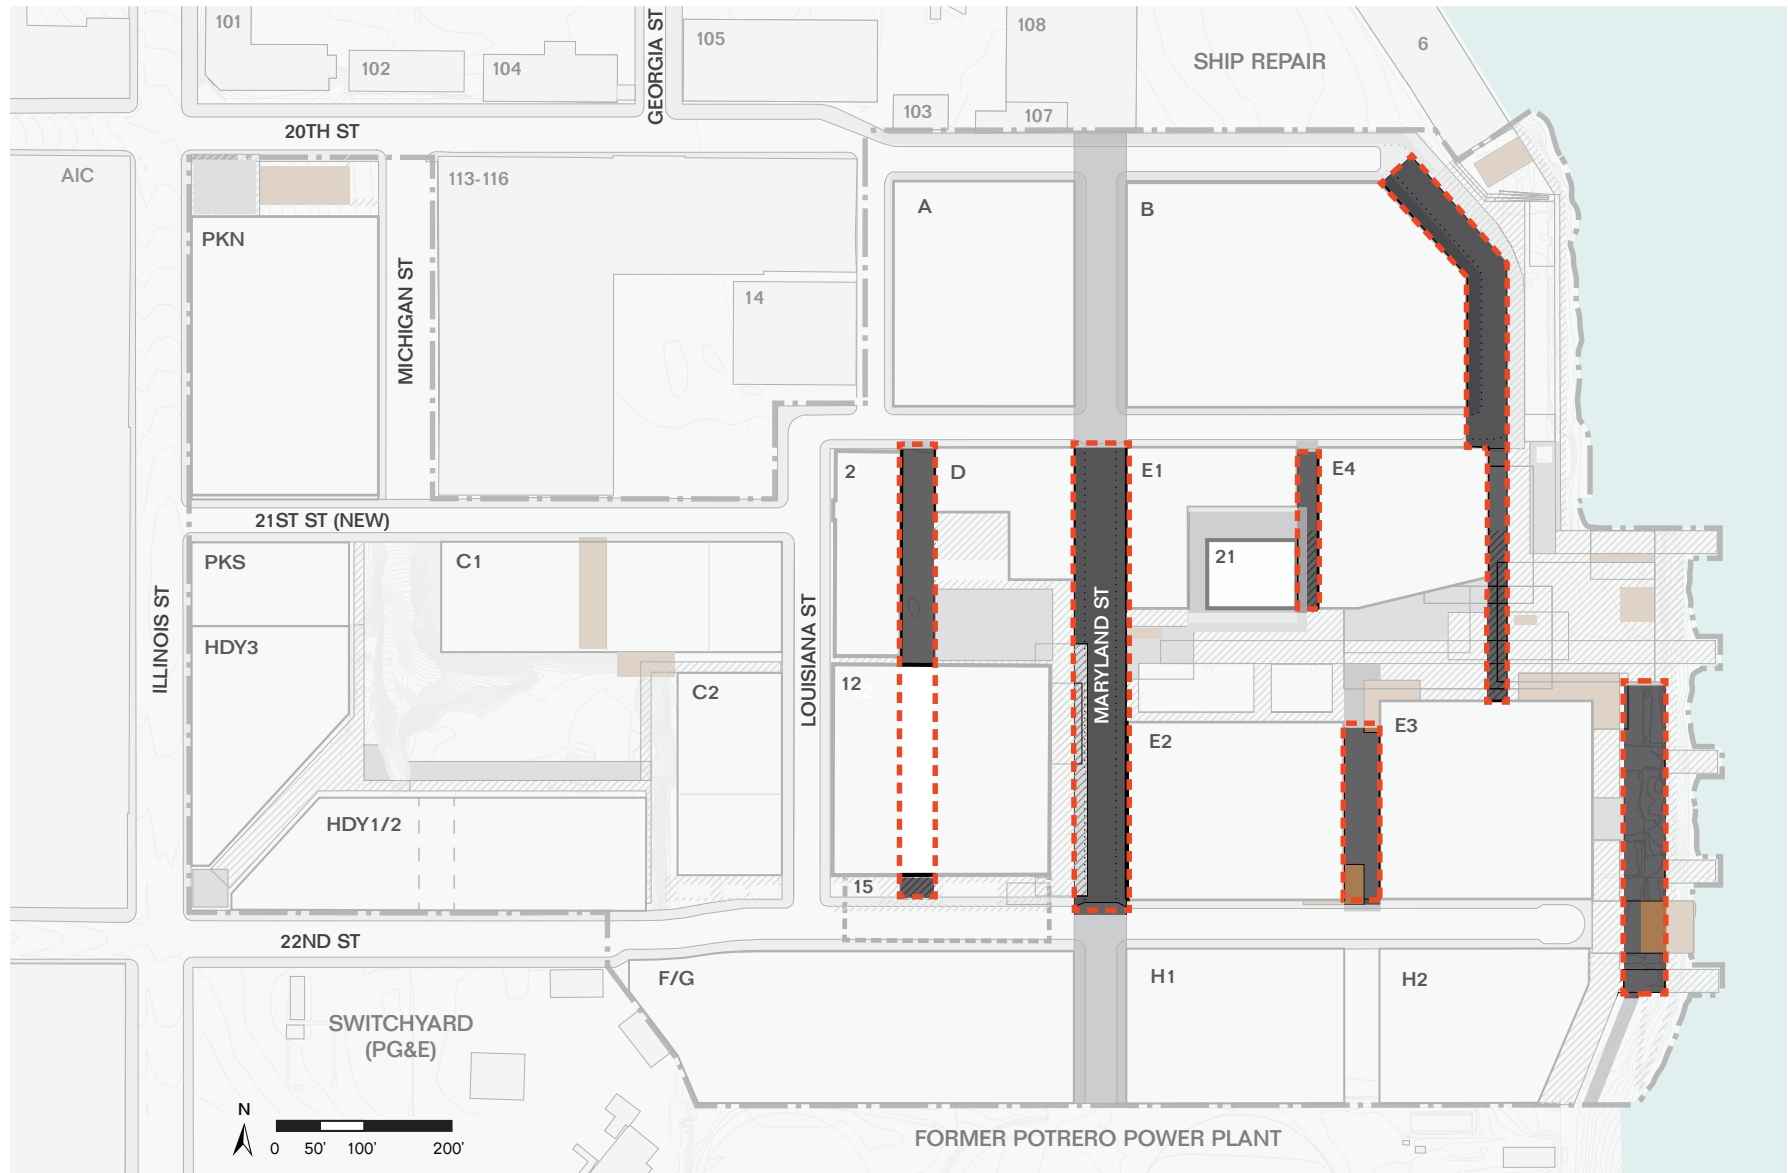 101
102
104
GEORGIA ST
105
103
108
107
SHIP REPAIR
6
20TH ST
AIC
113-116
PKN
MICHIGAN ST
14
A
B
2
D
E1
E4
21ST ST (NEW)
PKS
C1
21
ILLINOIS ST
HDY3
LOUISIANA ST
MARYLAND ST
12
C2
E2
E3
HDY1/2
15
22ND ST
F/G
H1
H2
SWITCHYARD
(PG&E)
N
0 50' 100' 200'
FORMER POTRERO POWER PLANT